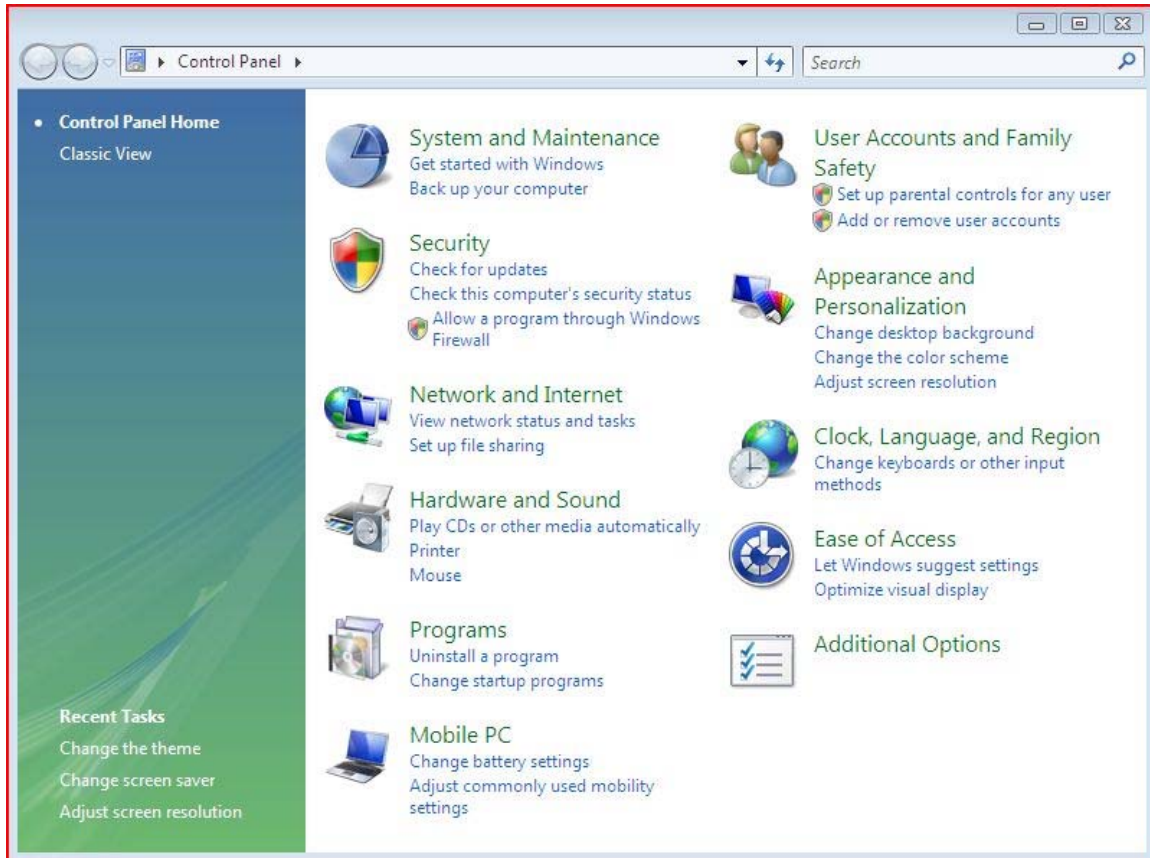 Control Panel
Search
Control Panel Home
Classic View
Recent Tasks
Change the theme
Change screen saver
Adjust screen resolution
System and Maintenance
Get started with Windows
Back up your computer
Security
Check for updates
Check this computer's security status
Allow a program through Windows
Firewall
Network and Internet
View network status and tasks
Set up file sharing
Hardware and Sound
Play CDs or other media automatically
Printer
Mouse
Programs
Uninstall a program
Change startup programs
Mobile PC
Change battery settings
Adjust commonly used mobility
settings
User Accounts and Family
Safety
Set up parental controls for any user
Add or remove user accounts
Appearance and
Personalization
Change desktop background
Change the color scheme
Adjust screen resolution
Clock, Language, and Region
Change keyboards or other input
methods
Ease of Access
Let Windows suggest settings
Optimize visual display
Additional Options